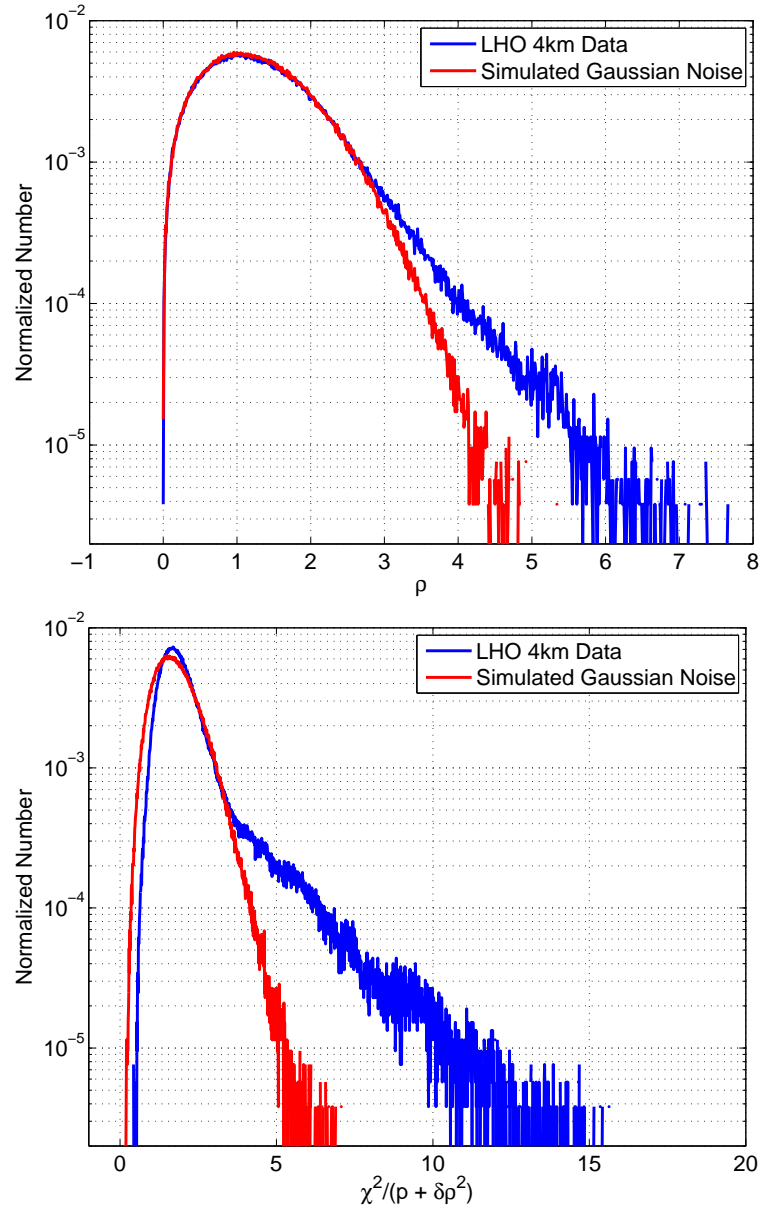 10⁻²
10⁻³
10⁻⁴
10⁻⁵
Normalized Number
LHO 4km Data
Simulated Gaussian Noise
−1 0 1 2 3 4 5 6 7 8
ρ
10⁻²
10⁻³
10⁻⁴
10⁻⁵
Normalized Number
LHO 4km Data
Simulated Gaussian Noise
0 5 10 15 20
χ²/(p + δρ²)